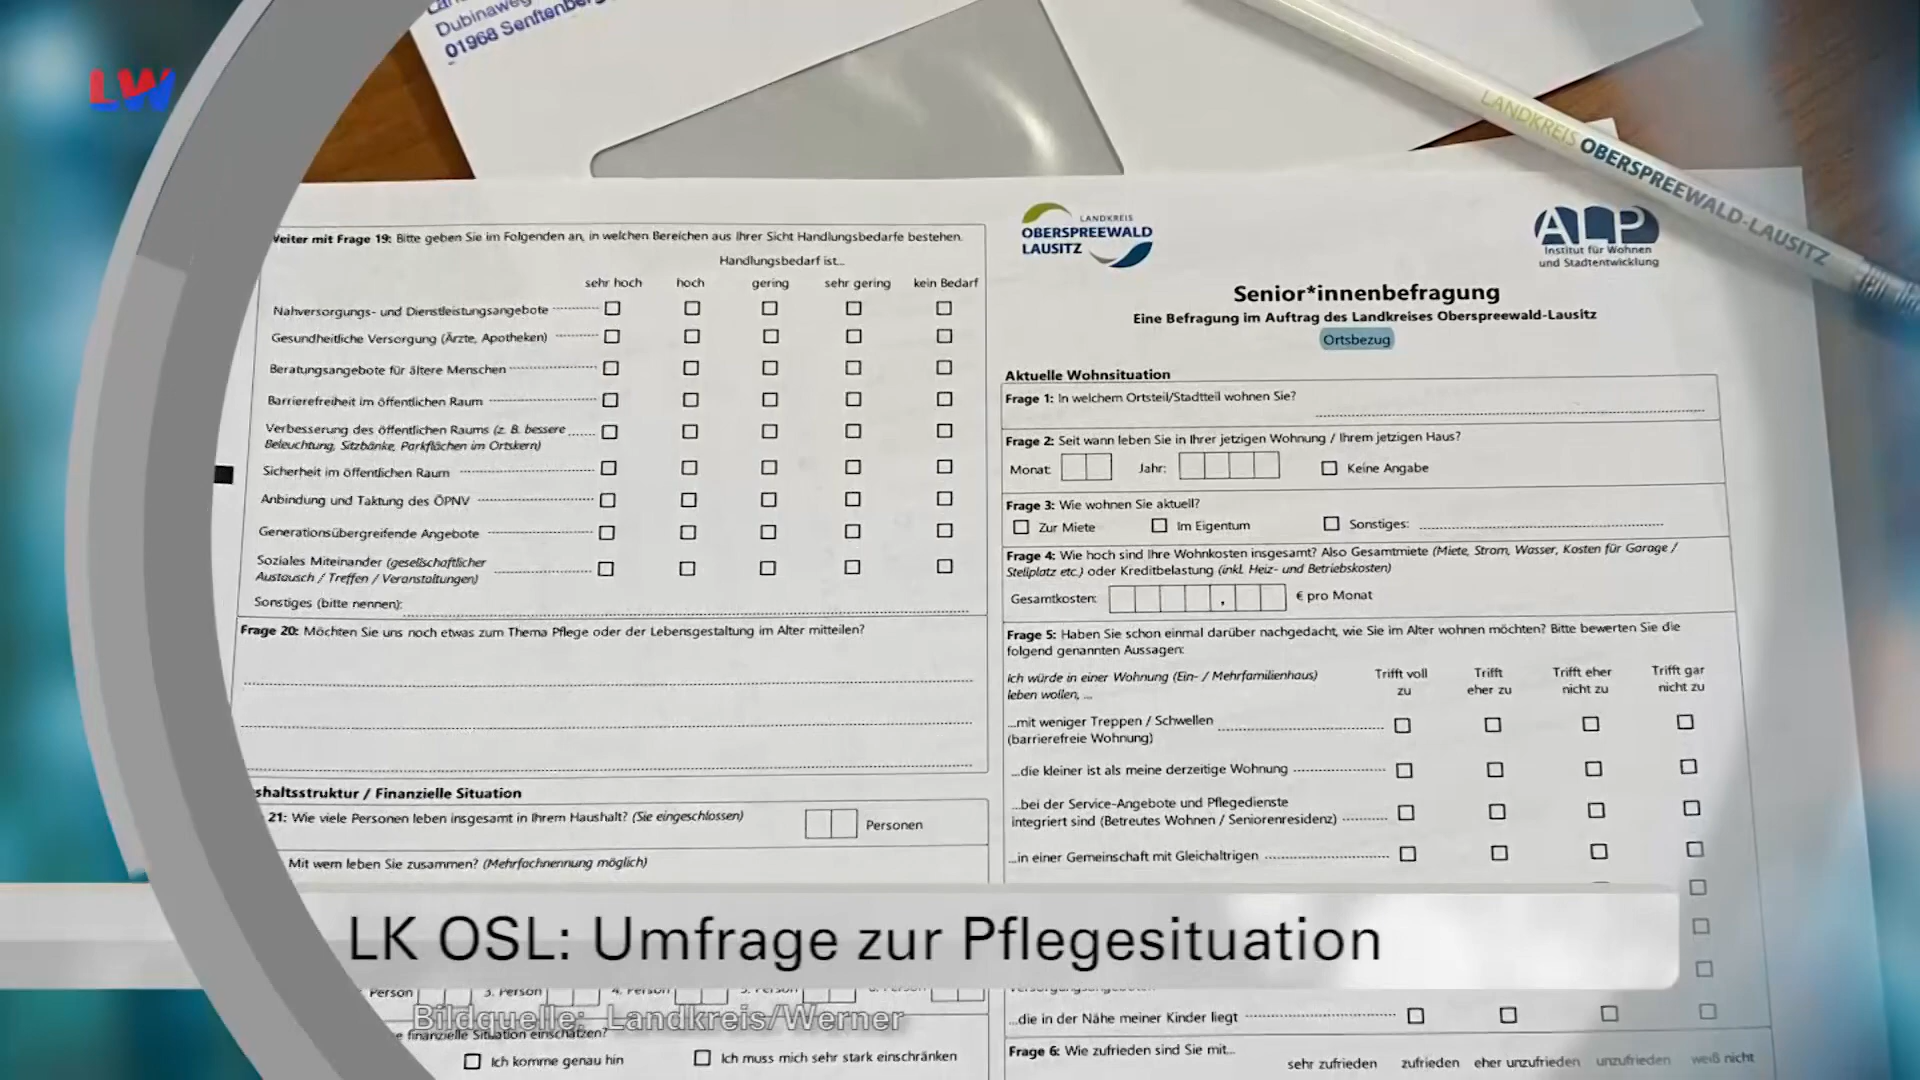 Dubinaweg
01968 Senftenberg
LW
LANDKREIS OBERSPREEWALD-LAUSITZ
Weiter mit Frage 19: Bitte geben Sie im Folgenden an, in welchen Bereichen aus Ihrer Sicht Handlungsbedarfe bestehen.
Handlungsbedarf ist...
sehr hoch hoch gering sehr gering kein Bedarf
Nahversorgungs- und Dienstleistungsangebote
Gesundheitliche Versorgung (Ärzte, Apotheken)
Beratungsangebote für ältere Menschen
Barrierefreiheit im öffentlichen Raum
Verbesserung des öffentlichen Raums (z. B. bessere
Beleuchtung, Sitzbänke, Parkflächen im Ortskern)
Sicherheit im öffentlichen Raum
Anbindung und Taktung des ÖPNV
Generationsübergreifende Angebote
Soziales Miteinander (gesellschaftlicher
Austausch / Treffen / Veranstaltungen)
Sonstiges (bitte nennen):
Frage 20: Möchten Sie uns noch etwas zum Thema Pflege oder der Lebensgestaltung im Alter mitteilen?
shaltsstruktur / Finanzielle Situation
21: Wie viele Personen leben insgesamt in Ihrem Haushalt? (Sie eingeschlossen)
Personen
Mit wem leben Sie zusammen? (Mehrfachnennung möglich)
Person 3. Person 4. Person 5. Person 6. Person
e finanzielle Situation einschätzen?
Ich komme genau hin Ich muss mich sehr stark einschränken
LANDKREIS
OBERSPREEWALD
LAUSITZ
ALP
Institut für Wohnen
und Stadtentwicklung
Senior*innenbefragung
Eine Befragung im Auftrag des Landkreises Oberspreewald-Lausitz
Ortsbezug
Aktuelle Wohnsituation
Frage 1: In welchem Ortsteil/Stadtteil wohnen Sie?
Frage 2: Seit wann leben Sie in Ihrer jetzigen Wohnung / Ihrem jetzigen Haus?
Monat: Jahr: Keine Angabe
Frage 3: Wie wohnen Sie aktuell?
Zur Miete Im Eigentum Sonstiges:
Frage 4: Wie hoch sind Ihre Wohnkosten insgesamt? Also Gesamtmiete (Miete, Strom, Wasser, Kosten für Garage /
Stellplatz etc.) oder Kreditbelastung (inkl. Heiz- und Betriebskosten)
Gesamtkosten: , € pro Monat
Frage 5: Haben Sie schon einmal darüber nachgedacht, wie Sie im Alter wohnen möchten? Bitte bewerten Sie die
folgend genannten Aussagen:
Ich würde in einer Wohnung (Ein- / Mehrfamilienhaus)
leben wollen, ...
Trifft voll zu Trifft eher zu Trifft eher nicht zu Trifft gar nicht zu
...mit weniger Treppen / Schwellen
(barrierefreie Wohnung)
...die kleiner ist als meine derzeitige Wohnung
...bei der Service-Angebote und Pflegedienste
integriert sind (Betreutes Wohnen / Seniorenresidenz)
...in einer Gemeinschaft mit Gleichaltrigen
...die in der Nähe meiner Kinder liegt
Frage 6: Wie zufrieden sind Sie mit...
sehr zufrieden zufrieden eher unzufrieden unzufrieden weiß nicht
LK OSL: Umfrage zur Pflegesituation
Bildquelle: Landkreis/Werner